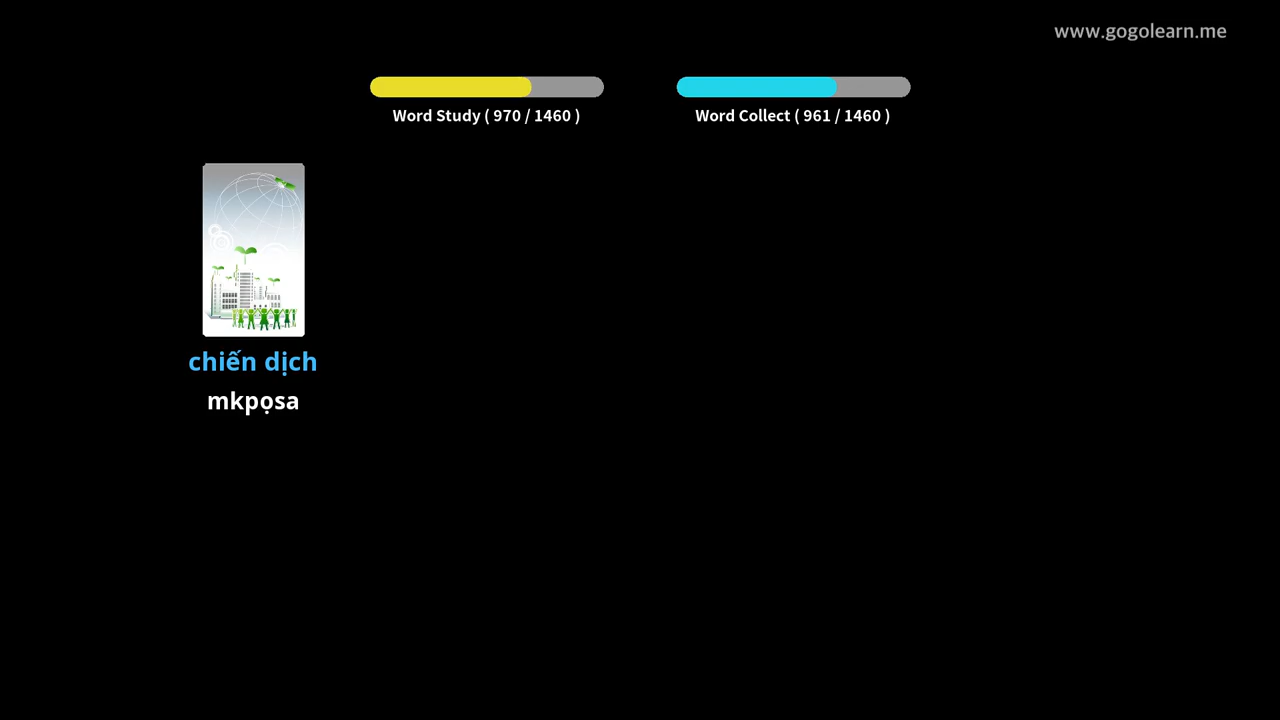 www.gogolearn.me
Word Study ( 970 / 1460 )
Word Collect ( 961 / 1460 )
chiến dịch
mkpọsa